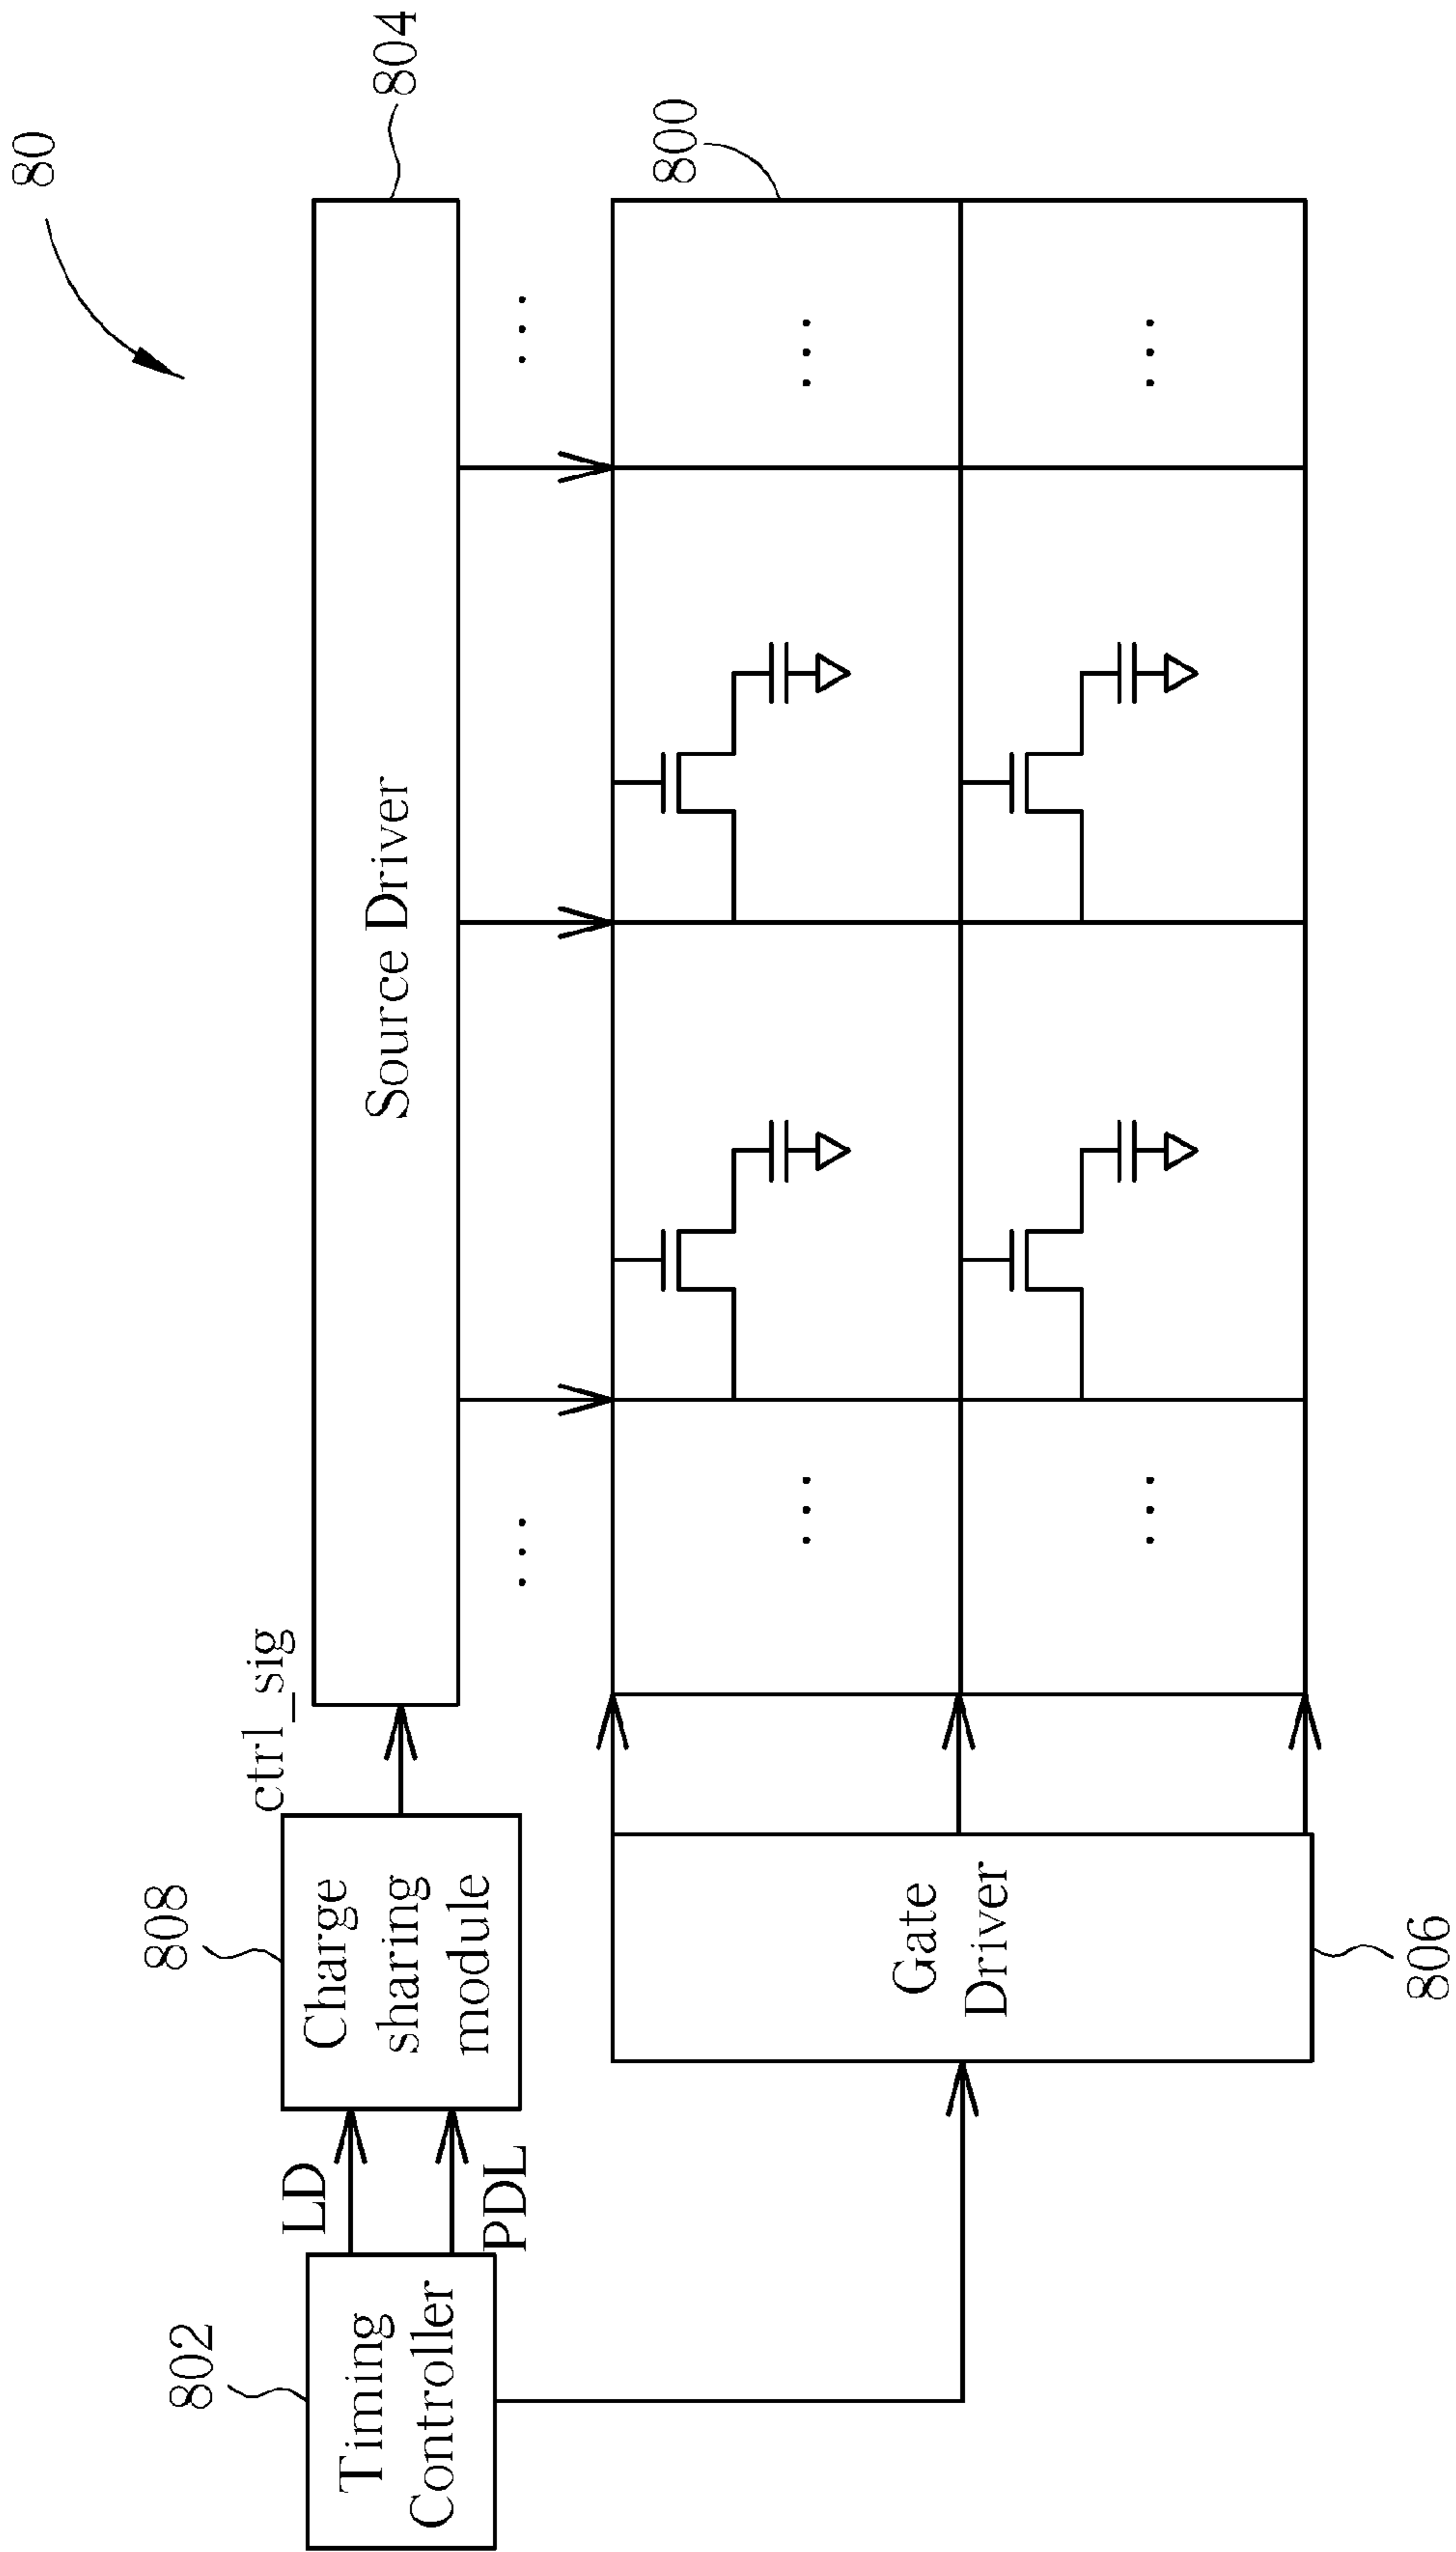 80
804
Source Driver
800
ctrl_sig
808
Charge
sharing
module
LD
PDL
802
Timing
Controller
Gate
Driver
806